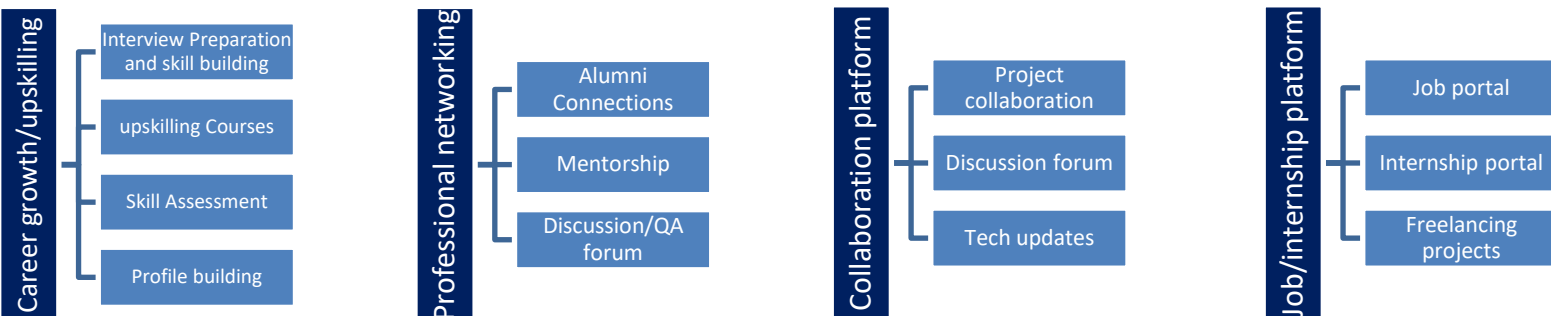 Career growth/upskilling
Interview Preparation
and skill building
upskilling Courses
Skill Assessment
Profile building
Professional networking
Alumni
Connections
Mentorship
Discussion/QA
forum
Collaboration platform
Project
collaboration
Discussion forum
Tech updates
Job/internship platform
Job portal
Internship portal
Freelancing
projects